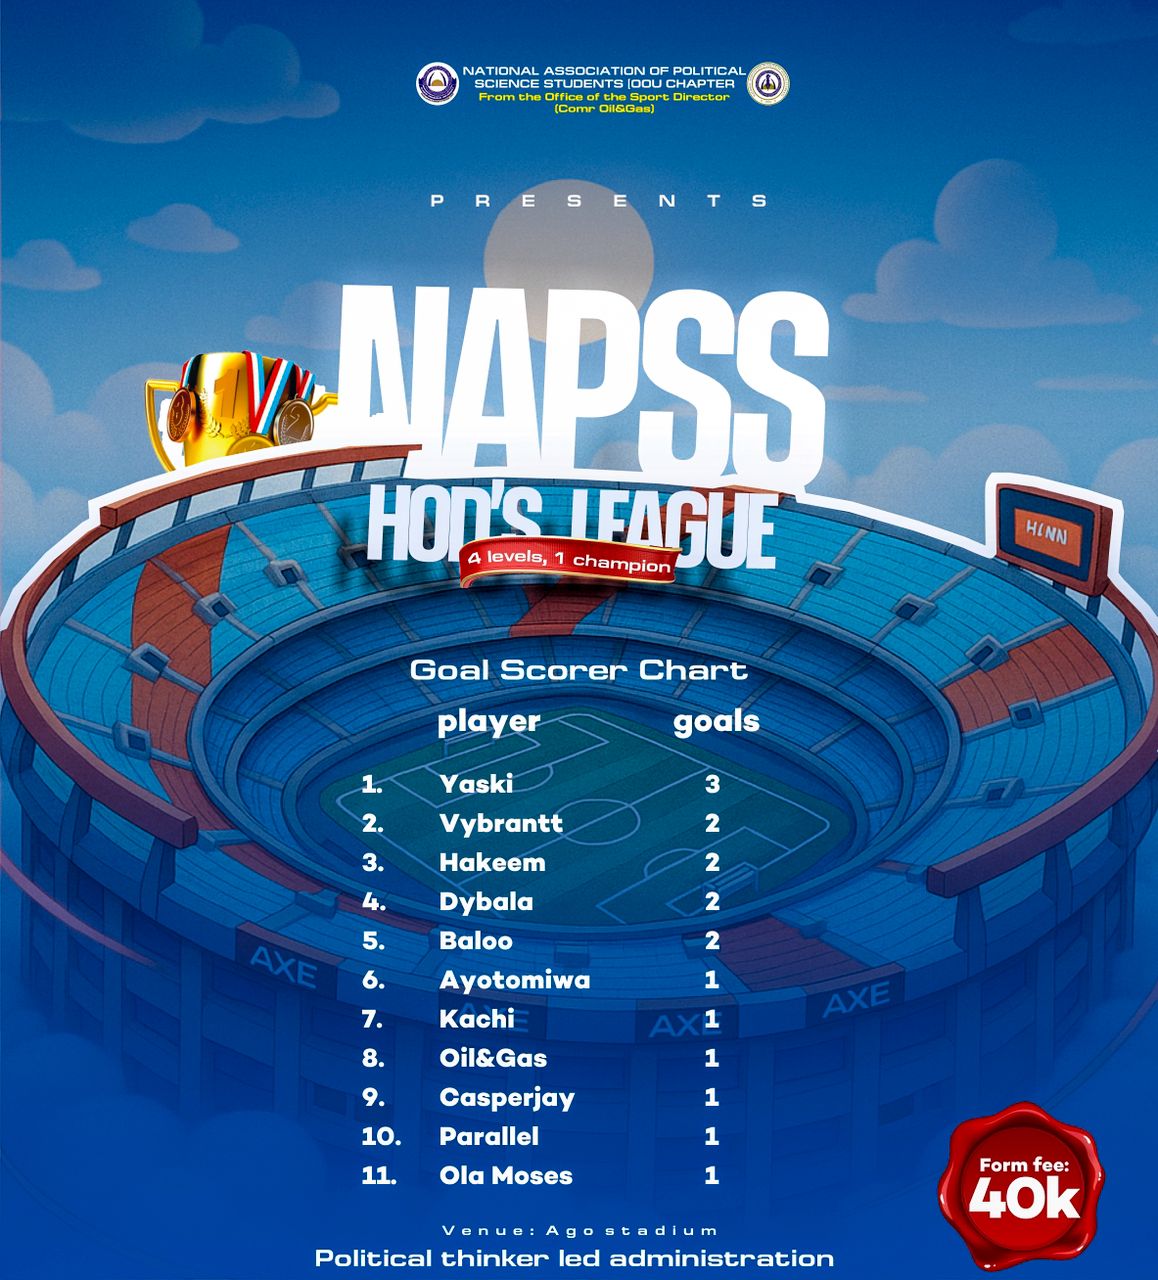 NATIONAL ASSOCIATION OF POLITICAL
SCIENCE STUDENTS (OOU CHAPTER
From the Office of the Sport Director
(Comr Oil&Gas)
PRESENTS
NAPSS
HOD'S LEAGUE
4 levels, 1 champion
Goal Scorer Chart
player goals
1. Yaski 3
2. Vybrantt 2
3. Hakeem 2
4. Dybala 2
5. Baloo 2
6. Ayotomiwa 1
7. Kachi 1
8. Oil&Gas 1
9. Casperjay 1
10. Parallel 1
11. Ola Moses 1
AXE
AXE
AXE
AXE
Form fee:
40k
Venue: Ago stadium
Political thinker led administration